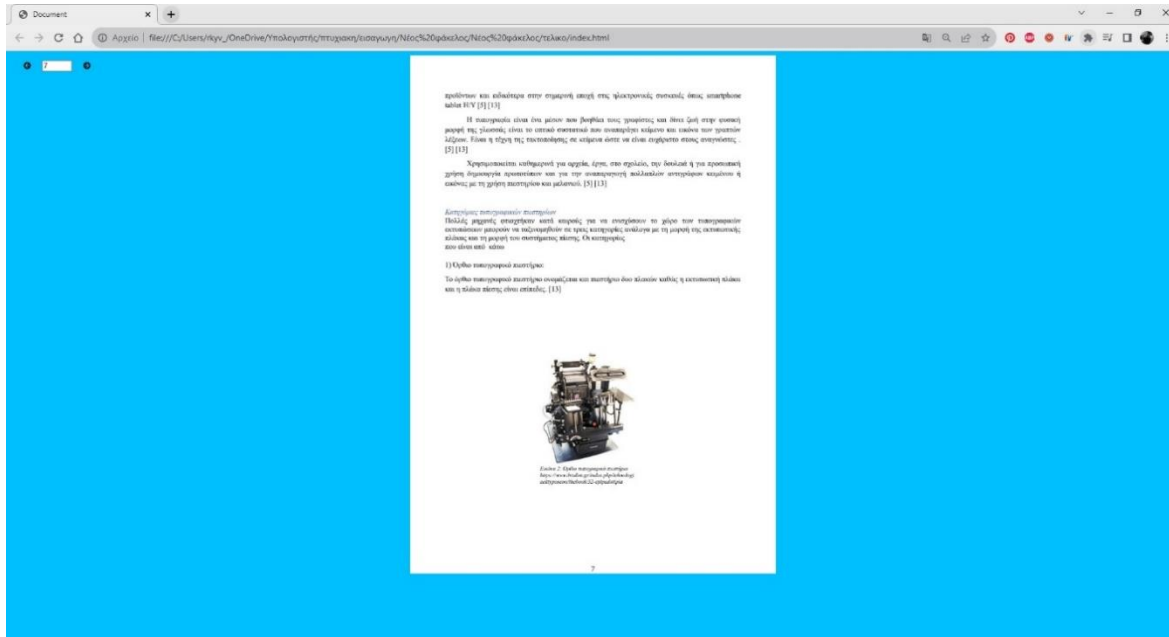 Document
Αρχείο | file:///C:/Users/rkyv_/OneDrive/Υπολογιστής/πτυχιακη/εισαγωγη/Νέος%20φάκελος/Νέος%20φάκελος/τελικο/index.html
7
προϊόντων και ειδικότερα στην σημερινή εποχή στις ηλεκτρονικές συσκευές όπως smartphone
tablet Η/Υ [5] [13]
Η τυπογραφία είναι ένα μέσον που βοηθάει τους γραφίστες και δίνει ζωή στην φυσική
μορφή της γλωσσάς είναι το οπτικό συστατικό που αναπαράγει κείμενο και εικόνα των γραπτών
λέξεων. Είναι η τέχνη της τακτοποίησης σε κείμενα ώστε να είναι ευχάριστο στους αναγνώστες .
[5] [13]
Χρησιμοποιείται καθημερινά για αρχεία, έργα, στο σχολείο, την δουλειά ή για προσωπική
χρήση δημιουργία πρωτοτύπων και για την αναπαραγωγή πολλαπλών αντιγράφων κειμένου ή
εικόνες με τη χρήση πιεστηρίου και μελανιού. [5] [13]
Κατηγορίες τυπογραφικών πιεστηρίων
Πολλές μηχανές φτιαχτήκαν κατά καιρούς για να ενισχύσουν το χώρο των τυπογραφικών
εκτυπώσεων μπορούν να ταξινομηθούν σε τρεις κατηγορίες ανάλογα με τη μορφή της εκτυπωτικής
πλάκας και τη μορφή του συστήματος πίεσης. Οι κατηγορίες
που είναι από κάτω
1) Όρθιο τυπογραφικό πιεστήριο:
Το όρθιο τυπογραφικό πιεστήριο ονομάζεται και πιεστήριο δυο πλακών καθώς η εκτυπωτική πλάκα
και η πλάκα πίεσης είναι επίπεδες. [13]
Εικόνα 2: Όρθιο τυπογραφικό πιεστήριο
7